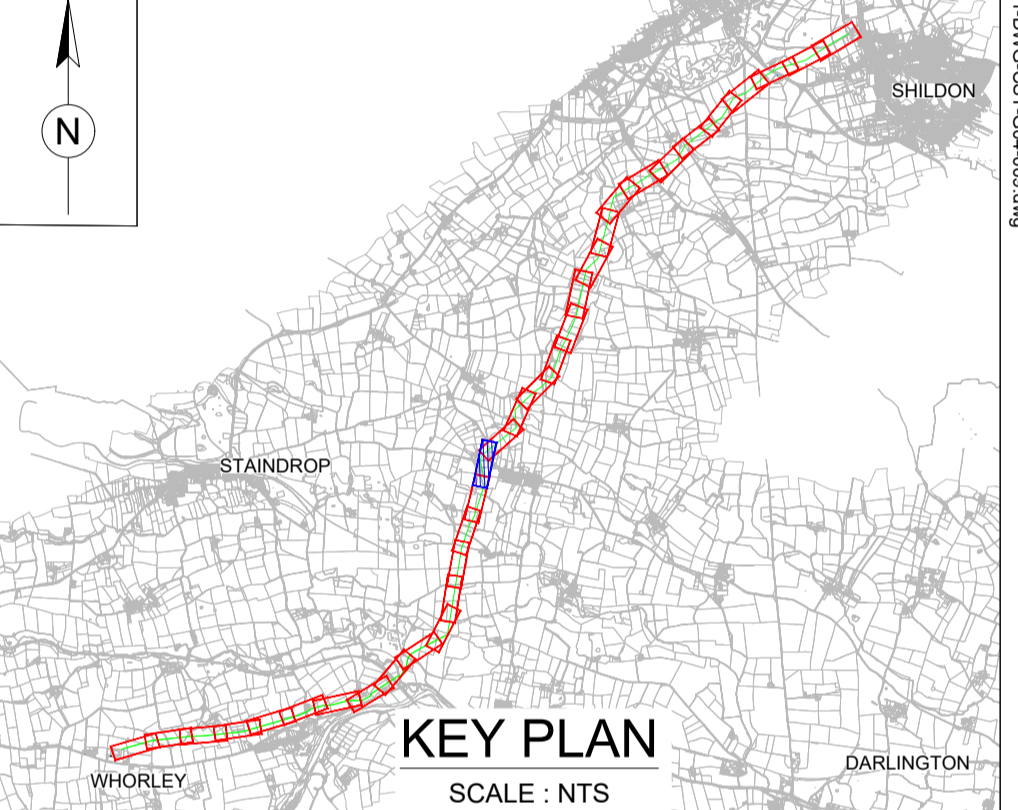 N
SHILDON
STAINDROP
WHORLEY
KEY PLAN
SCALE : NTS
DARLINGTON